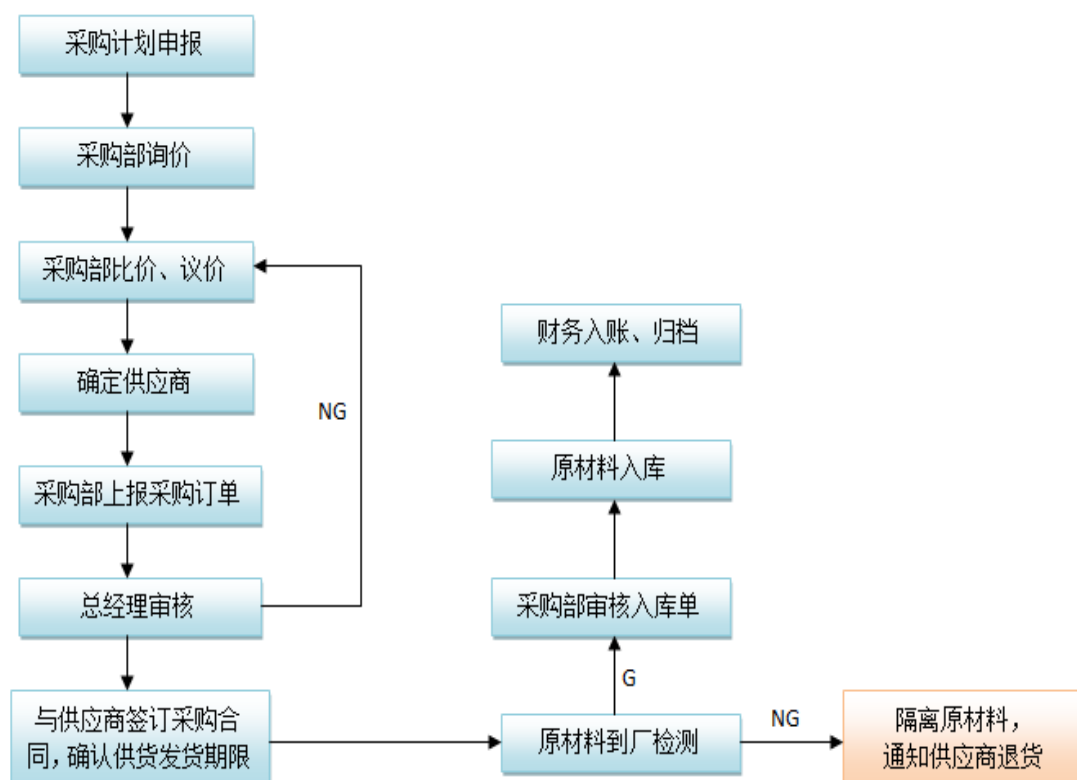 采购计划申报
采购部询价
采购部比价、议价
确定供应商
采购部上报采购订单
总经理审核
与供应商签订采购合
同，确认供货发货期限
NG
财务入账、归档
原材料入库
采购部审核入库单
G
原材料到厂检测
NG
隔离原材料，
通知供应商退货